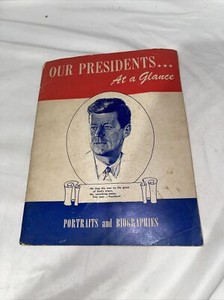 OUR PRESIDENTS...
At a Glance
PORTRAITS and BIOGRAPHIES